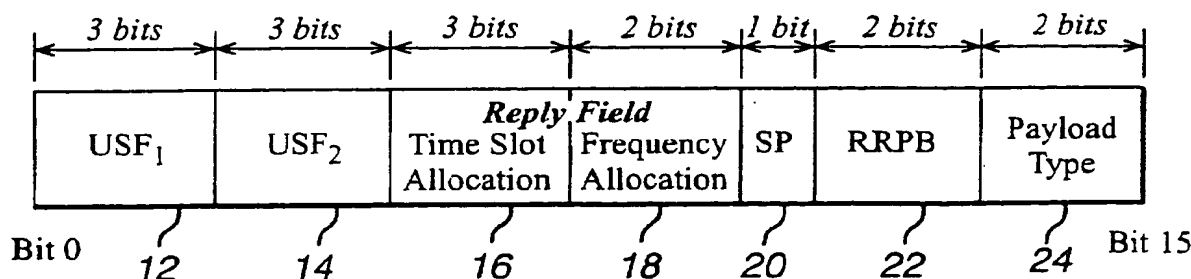 3 bits 3 bits 3 bits 2 bits 1 bit 2 bits 2 bits
Reply Field
USF1 USF2 Time Slot Allocation Frequency Allocation SP RRPB Payload Type
Bit 0 12 14 16 18 20 22 24 Bit 15